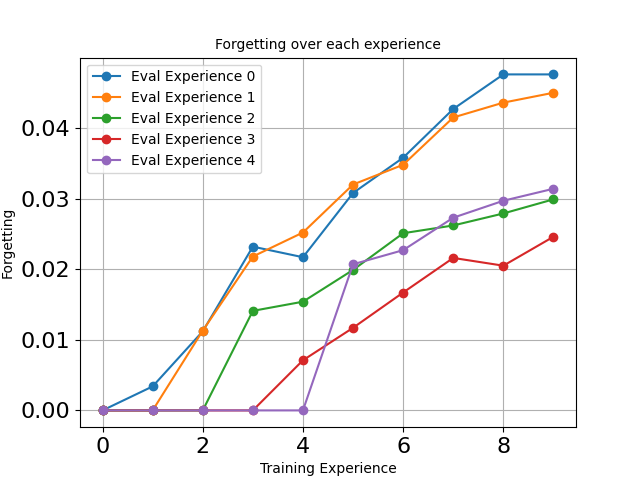 Forgetting over each experience
Eval Experience 0
Eval Experience 1
Eval Experience 2
Eval Experience 3
Eval Experience 4
0.04
0.03
0.02
0.01
0.00
Forgetting
0 2 4 6 8
Training Experience